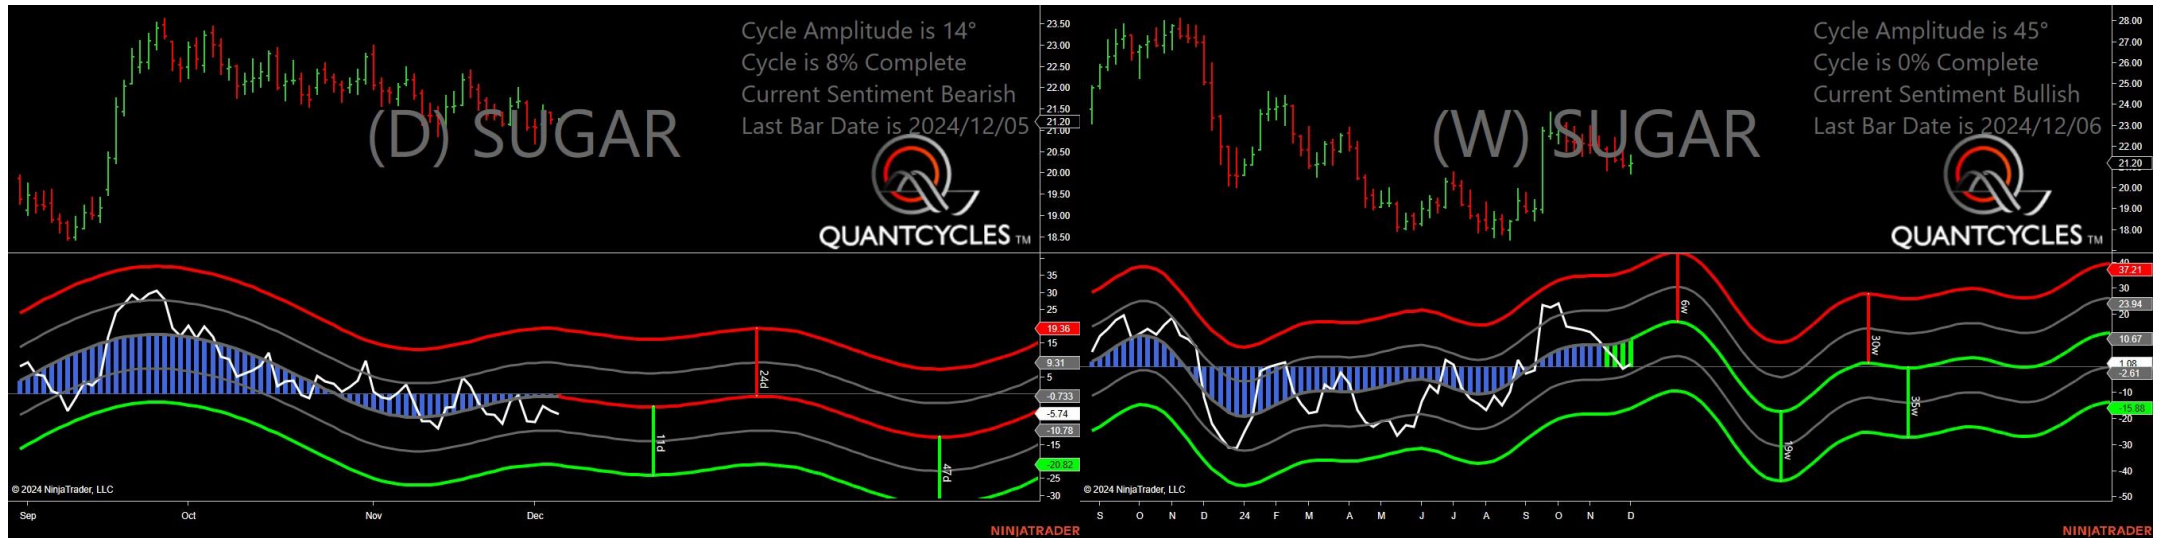 Cycle Amplitude is 14°
Cycle is 8% Complete
Current Sentiment Bearish
Last Bar Date is 2024/12/05
(D) SUGAR
QUANTCYCLES TM
23.50
23.00
22.50
22.00
21.50
21.20
21.00
20.50
20.00
19.50
19.00
18.50
35
30
25
19.36
15
9.31
5
-0.733
-5.74
-10.78
-15
-20.82
-25
-30
24d
11d
47d
© 2024 NinjaTrader, LLC
Sep
Oct
Nov
Dec
NINJATRADER
Cycle Amplitude is 45°
Cycle is 0% Complete
Current Sentiment Bullish
Last Bar Date is 2024/12/06
(W) SUGAR
QUANTCYCLES TM
28.00
27.00
26.00
25.00
24.00
23.00
22.00
21.20
20.00
19.00
18.00
40
37.21
30
23.94
20
10.67
1.08
-2.61
-10
-15.88
-20
-30
-40
-50
6w
30w
35w
19w
© 2024 NinjaTrader, LLC
S
O
N
D
24
F
M
A
M
J
J
A
S
O
N
D
NINJATRADER